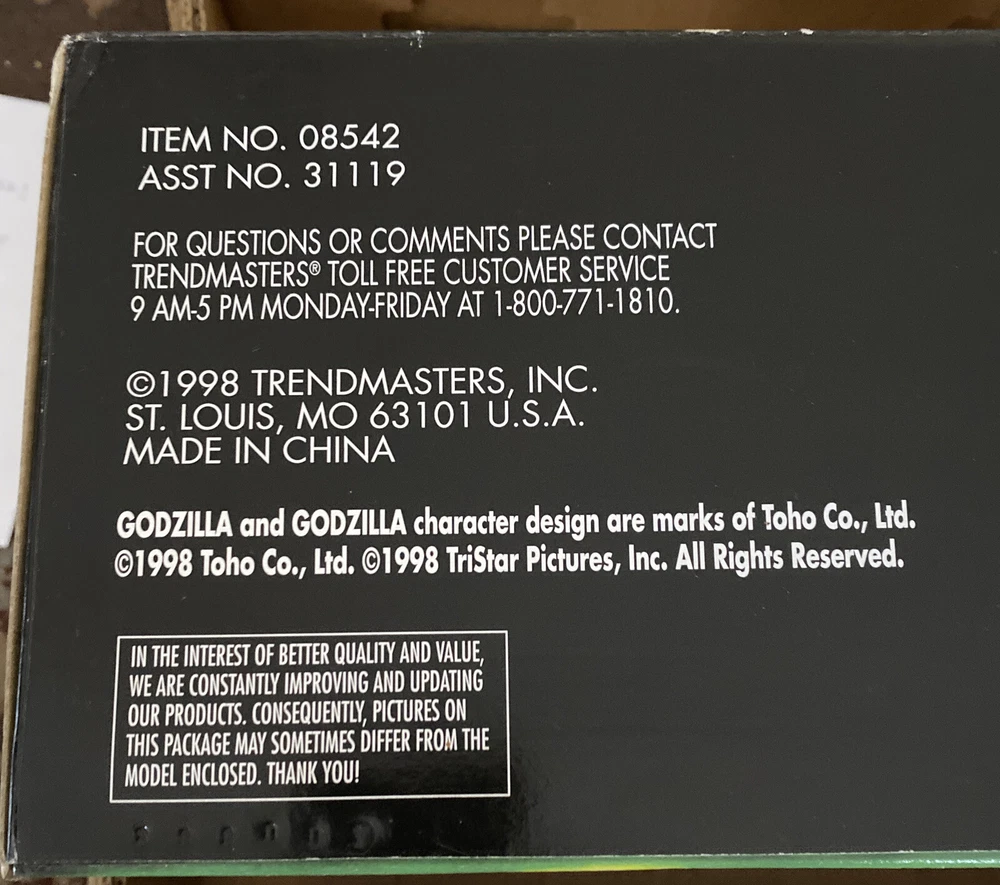 ITEM NO. 08542
ASST NO. 31119
FOR QUESTIONS OR COMMENTS PLEASE CONTACT
TRENDMASTERS® TOLL FREE CUSTOMER SERVICE
9 AM-5 PM MONDAY-FRIDAY AT 1-800-771-1810.
©1998 TRENDMASTERS, INC.
ST. LOUIS, MO 63101 U.S.A.
MADE IN CHINA
GODZILLA and GODZILLA character design are marks of Toho Co., Ltd.
©1998 Toho Co., Ltd. ©1998 TriStar Pictures, Inc. All Rights Reserved.
IN THE INTEREST OF BETTER QUALITY AND VALUE,
WE ARE CONSTANTLY IMPROVING AND UPDATING
OUR PRODUCTS. CONSEQUENTLY, PICTURES ON
THIS PACKAGE MAY SOMETIMES DIFFER FROM THE
MODEL ENCLOSED. THANK YOU!